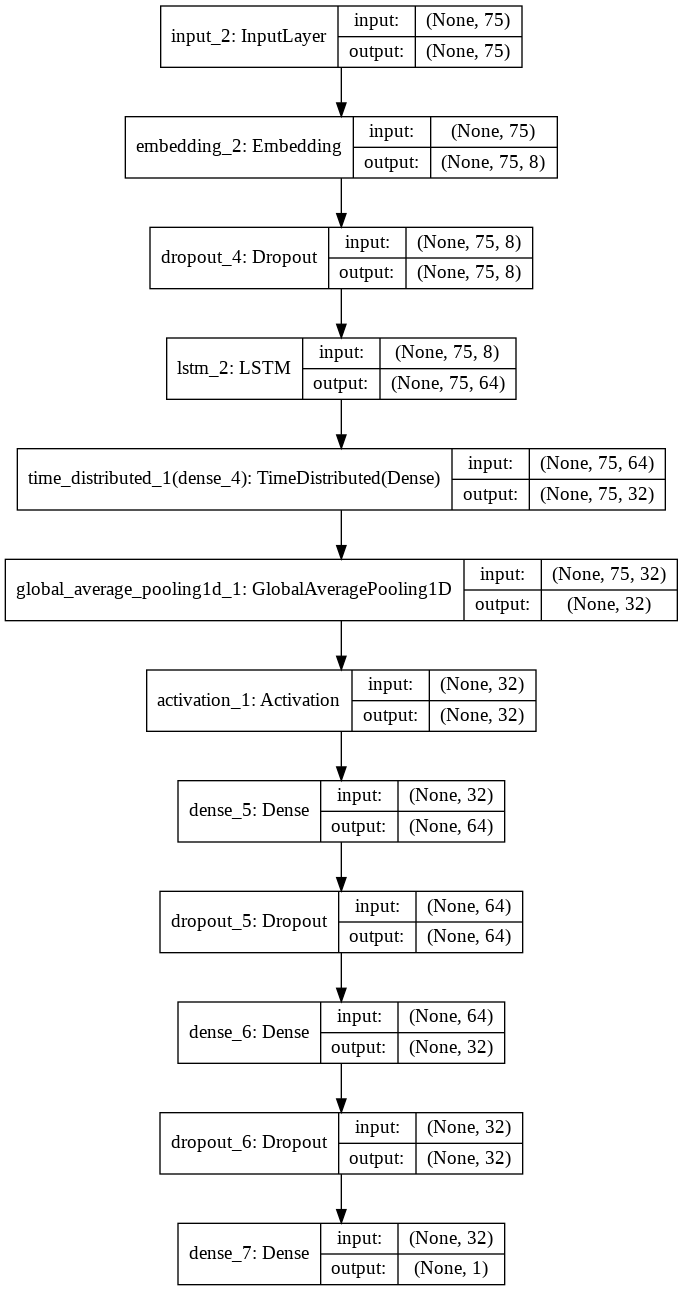 input_2: InputLayer
input: (None, 75)
output: (None, 75)
embedding_2: Embedding
input: (None, 75)
output: (None, 75, 8)
dropout_4: Dropout
input: (None, 75, 8)
output: (None, 75, 8)
lstm_2: LSTM
input: (None, 75, 8)
output: (None, 75, 64)
time_distributed_1(dense_4): TimeDistributed(Dense)
input: (None, 75, 64)
output: (None, 75, 32)
global_average_pooling1d_1: GlobalAveragePooling1D
input: (None, 75, 32)
output: (None, 32)
activation_1: Activation
input: (None, 32)
output: (None, 32)
dense_5: Dense
input: (None, 32)
output: (None, 64)
dropout_5: Dropout
input: (None, 64)
output: (None, 64)
dense_6: Dense
input: (None, 64)
output: (None, 32)
dropout_6: Dropout
input: (None, 32)
output: (None, 32)
dense_7: Dense
input: (None, 32)
output: (None, 1)